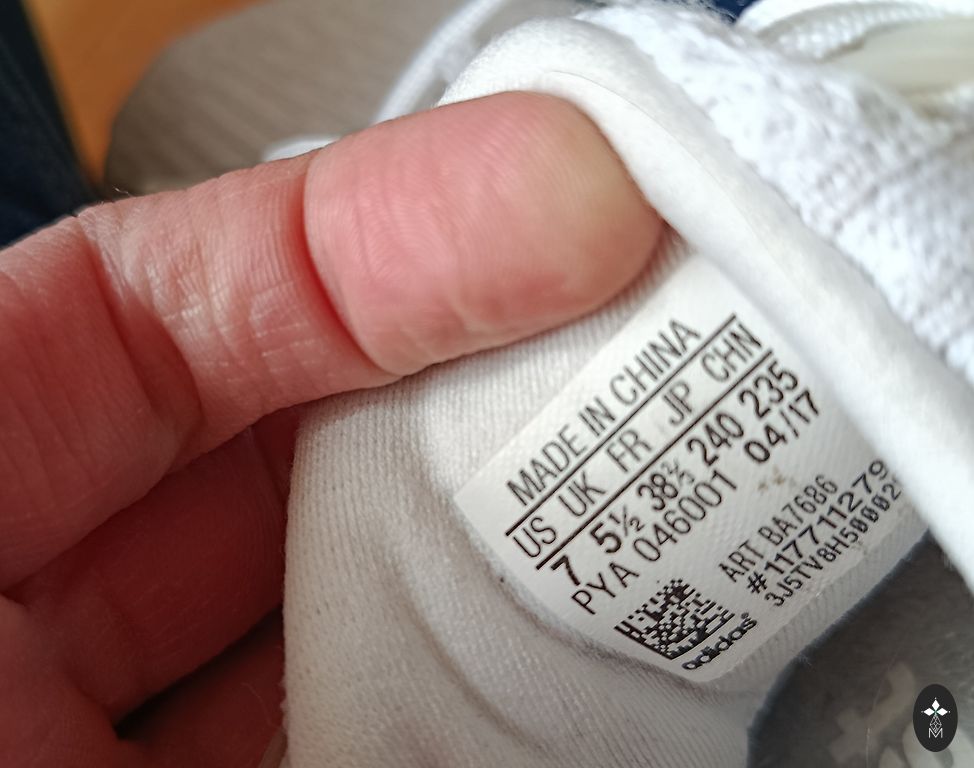 MADE IN CHINA
US UK FR JP CHN
7 5½ 38⅔ 240 235
PYA 046001 04/17
ART BA7686
#117711279
3J5TV8H50002
adidas®
M